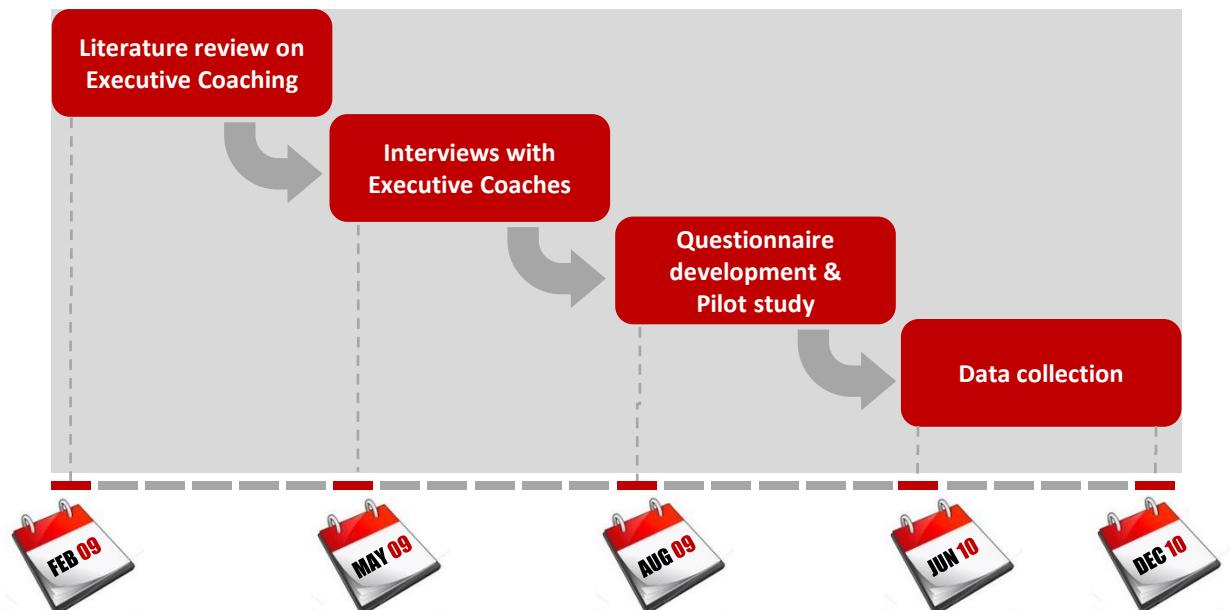 Literature review on
Executive Coaching
Interviews with
Executive Coaches
Questionnaire
development &
Pilot study
Data collection
FEB 09
MAY 09
AUG 09
JUN 10
DEC 10